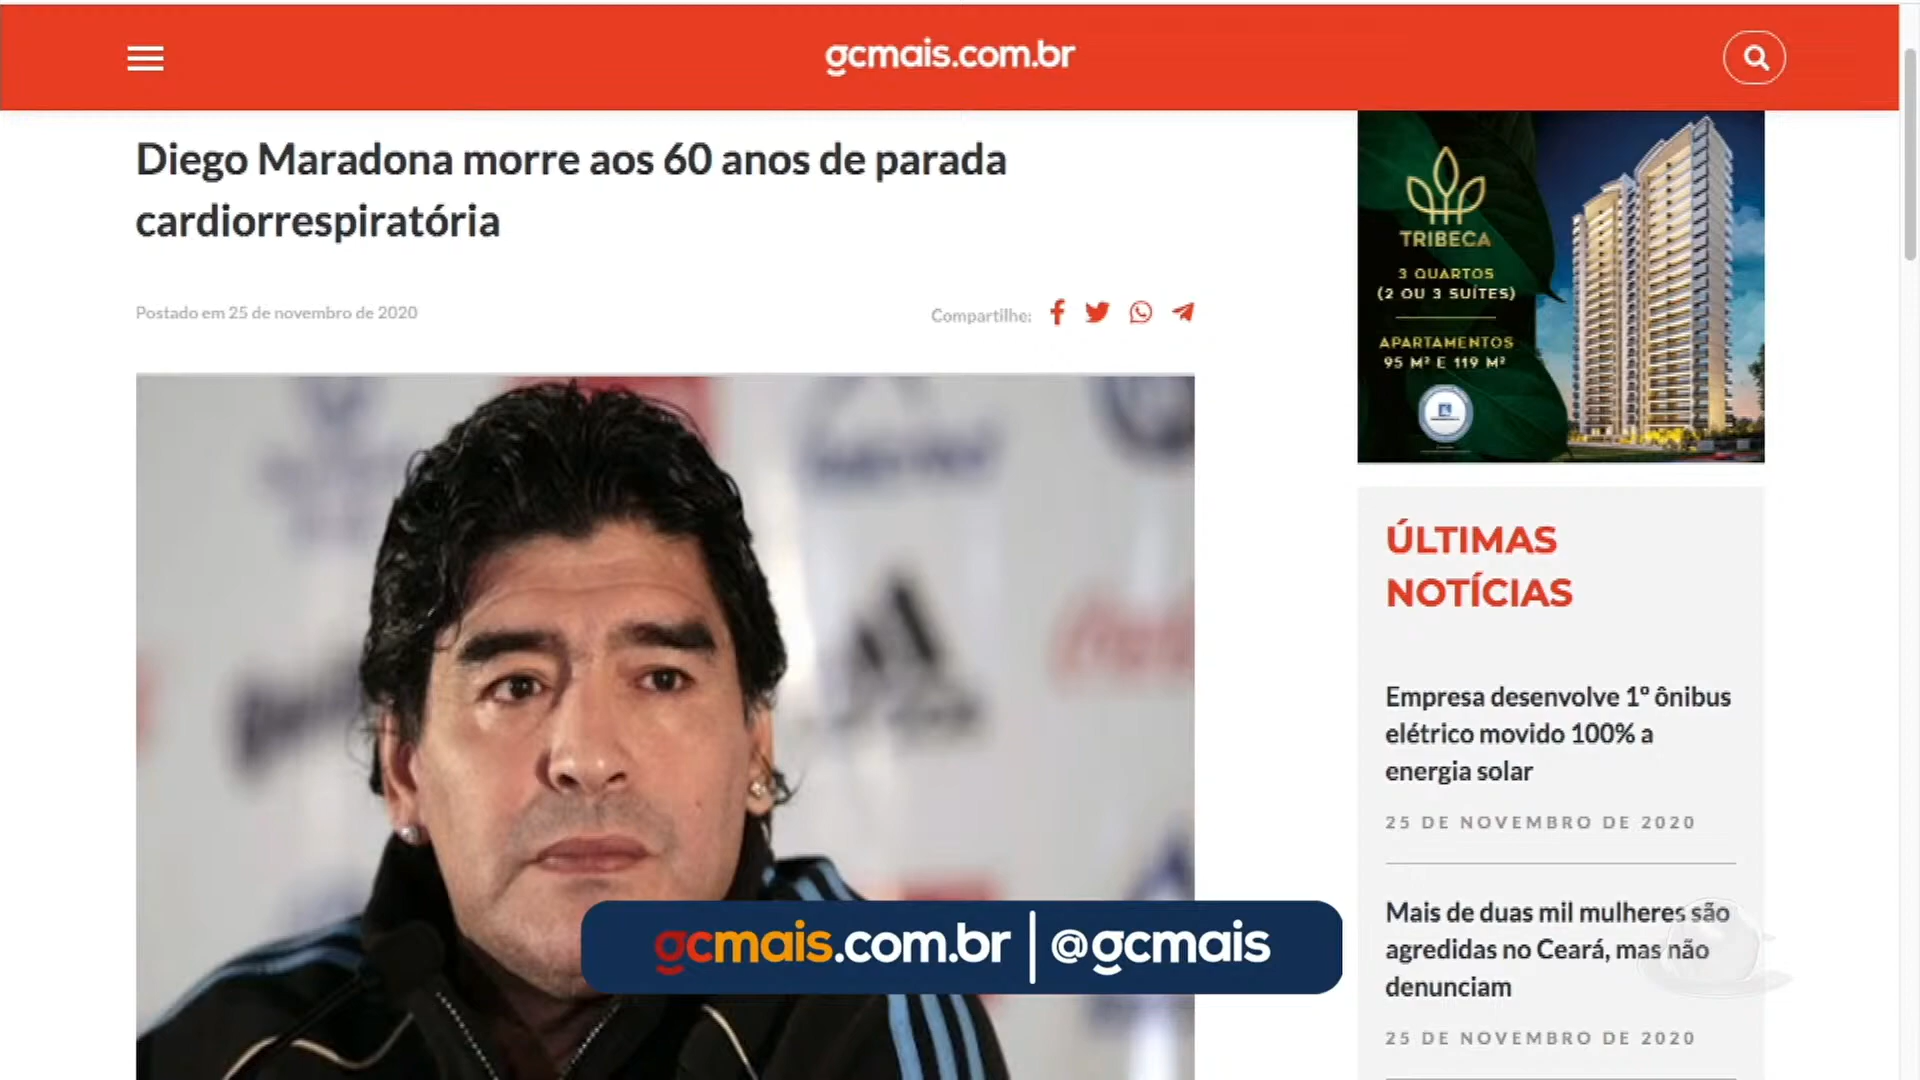 gcmais.com.br
Diego Maradona morre aos 60 anos de parada
cardiorrespiratória
Postado em 25 de novembro de 2020
Compartilhe:
TRIBECA
3 QUARTOS
(2 OU 3 SUÍTES)
APARTAMENTOS
95 M² E 119 M²
ÚLTIMAS
NOTÍCIAS
Empresa desenvolve 1º ônibus
elétrico movido 100% a
energia solar
25 DE NOVEMBRO DE 2020
Mais de duas mil mulheres são
agredidas no Ceará, mas não
denunciam
25 DE NOVEMBRO DE 2020
gcmais.com.br | @gcmais